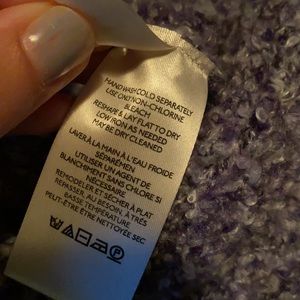 HAND WASH COLD SEPARATELY
USE ONLY NON-CHLORINE
BLEACH
RESHAPE & LAY FLAT TO DRY
LOW IRON AS NEEDED
MAY BE DRY CLEANED
LAVER À LA MAIN À L'EAU FROIDE
SÉPARÉMEN
UTILISER UN AGENT DE
BLANCHIMENT SANS CHLORE SI
NÉCESSAIRE
REMODELER ET SÉCHER À PLAT
REPASSER, AU BESOIN, À TRÈS
BASSE TEMPÉRATURE
PEUT-ÊTRE ÊTRE NETTOYÉE SEC